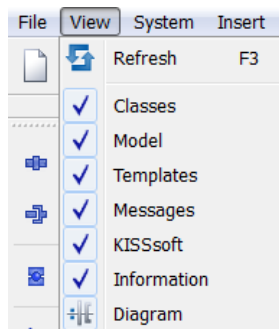 File View System Insert
Refresh F3
Classes
Model
Templates
Messages
KISSsoft
Information
Diagram